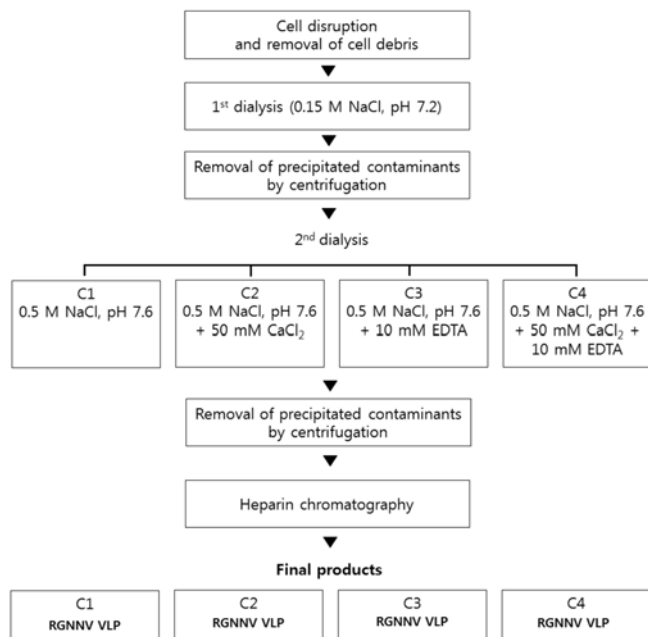 Cell disruption
and removal of cell debris
1st dialysis (0.15 M NaCl, pH 7.2)
Removal of precipitated contaminants
by centrifugation
2nd dialysis
C1
0.5 M NaCl, pH 7.6
C2
0.5 M NaCl, pH 7.6
+ 50 mM CaCl2
C3
0.5 M NaCl, pH 7.6
+ 10 mM EDTA
C4
0.5 M NaCl, pH 7.6
+ 50 mM CaCl2 +
10 mM EDTA
Removal of precipitated contaminants
by centrifugation
Heparin chromatography
Final products
C1
RGNNV VLP
C2
RGNNV VLP
C3
RGNNV VLP
C4
RGNNV VLP